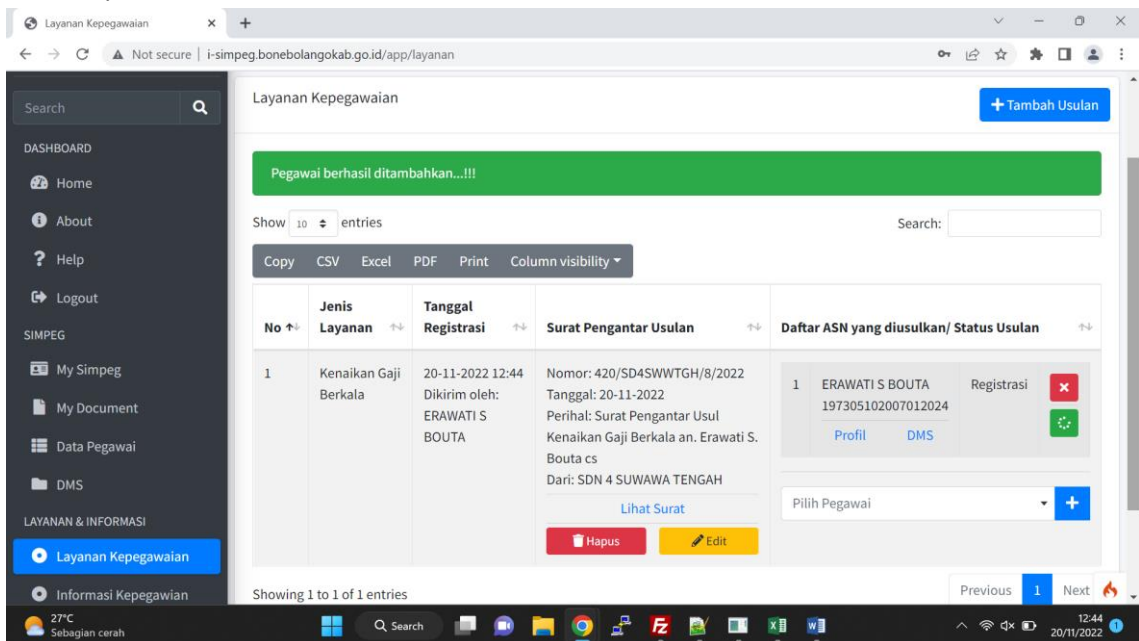 Layanan Kepegawaian
Not secure | i-simpeg.bonebolangokab.go.id/app/layanan
Search
DASHBOARD
Home
About
Help
Logout
SIMPEG
My Simpeg
My Document
Data Pegawai
DMS
LAYANAN & INFORMASI
Layanan Kepegawaian
Informasi Kepegawian
Layanan Kepegawaian
Tambah Usulan
Pegawai berhasil ditambahkan...!!!
Show 10 entries
Search:
Copy CSV Excel PDF Print Column visibility
No
Jenis
Layanan
Tanggal
Registrasi
Surat Pengantar Usulan
Daftar ASN yang diusulkan/ Status Usulan
1
Kenaikan Gaji
Berkala
20-11-2022 12:44
Dikirim oleh:
ERAWATI S
BOUTA
Nomor: 420/SD4SWWTGH/8/2022
Tanggal: 20-11-2022
Perihal: Surat Pengantar Usul
Kenaikan Gaji Berkala an. Erawati S.
Bouta cs
Dari: SDN 4 SUWAWA TENGAH
Lihat Surat
Hapus
Edit
1
ERAWATI S BOUTA
197305102007012024
Profil DMS
Registrasi
Pilih Pegawai
Showing 1 to 1 of 1 entries
Previous 1 Next
27°C
Sebagian cerah
Search
12:44
20/11/2022
1